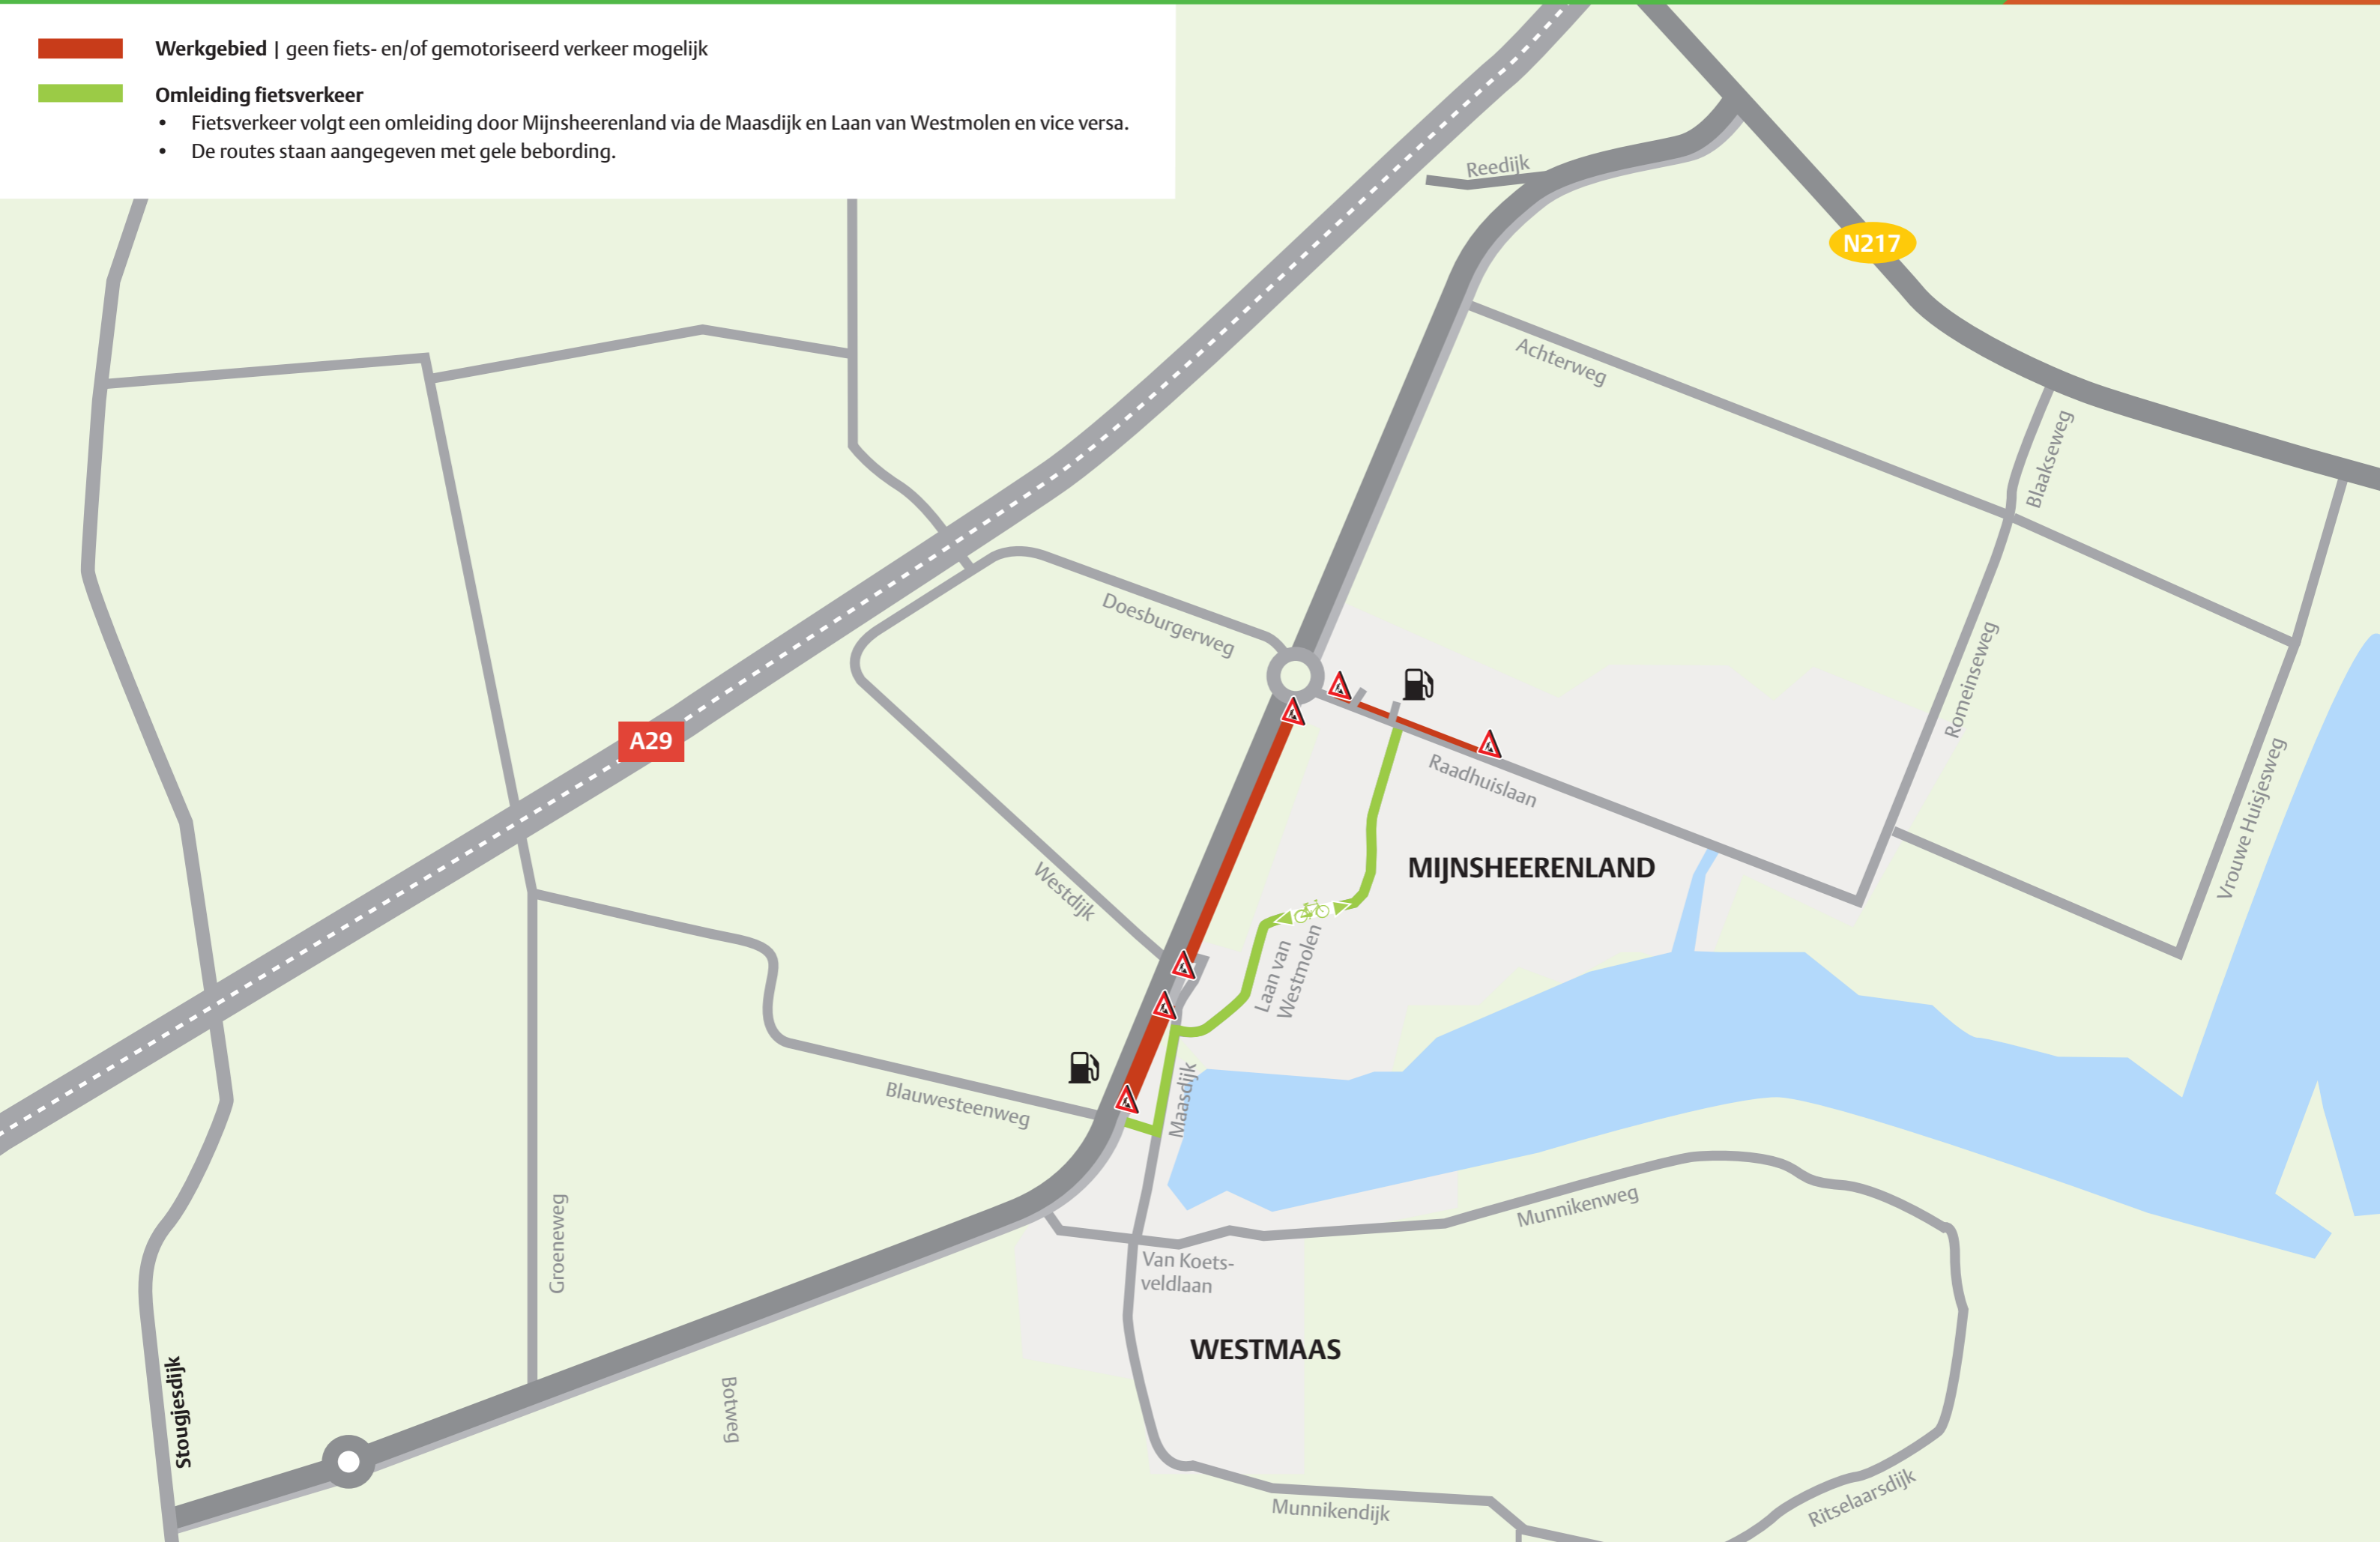 Werkgebied | geen fiets- en/of gemotoriseerd verkeer mogelijk
Omleiding fietsverkeer
• Fietsverkeer volgt een omleiding door Mijnsheerenland via de Maasdijk en Laan van Westmolen en vice versa.
• De routes staan aangegeven met gele bebording.
Reedijk
N217
Achterweg
Blaakseweg
Doesburgerweg
Romeinseweg
A29
Raadhuislaan
Vrouwe Huisjesweg
MIJNSHEERENLAND
Westdijk
Laan van
Westmolen
Maasdijk
Blauwesteenweg
Munnikenweg
Groeneweg
Van Koets-
veldlaan
WESTMAAS
Stougjesdijk
Botweg
Munnikendijk
Ritselaarsdijk